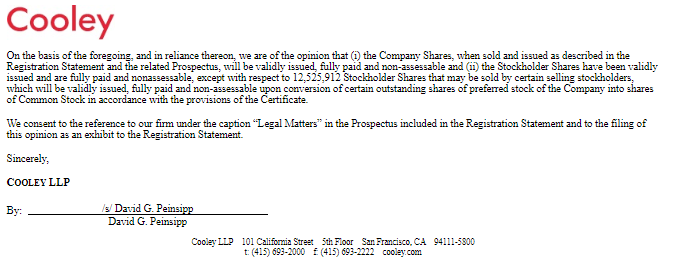 Cooley
On the basis of the foregoing, and in reliance thereon, we are of the opinion that (i) the Company Shares, when sold and issued as described in the
Registration Statement and the related Prospectus, will be validly issued, fully paid and non-assessable and (ii) the Stockholder Shares have been validly
issued and are fully paid and nonassessable, except with respect to 12,525,912 Stockholder Shares that may be sold by certain selling stockholders,
which will be validly issued, fully paid and non-assessable upon conversion of certain outstanding shares of preferred stock of the Company into shares
of Common Stock in accordance with the provisions of the Certificate.
We consent to the reference to our firm under the caption “Legal Matters” in the Prospectus included in the Registration Statement and to the filing of
this opinion as an exhibit to the Registration Statement.
Sincerely,
COOLEY LLP
By: /s/ David G. Peinsipp
David G. Peinsipp
Cooley LLP 101 California Street 5th Floor San Francisco, CA 94111-5800
t: (415) 693-2000 f: (415) 693-2222 cooley.com